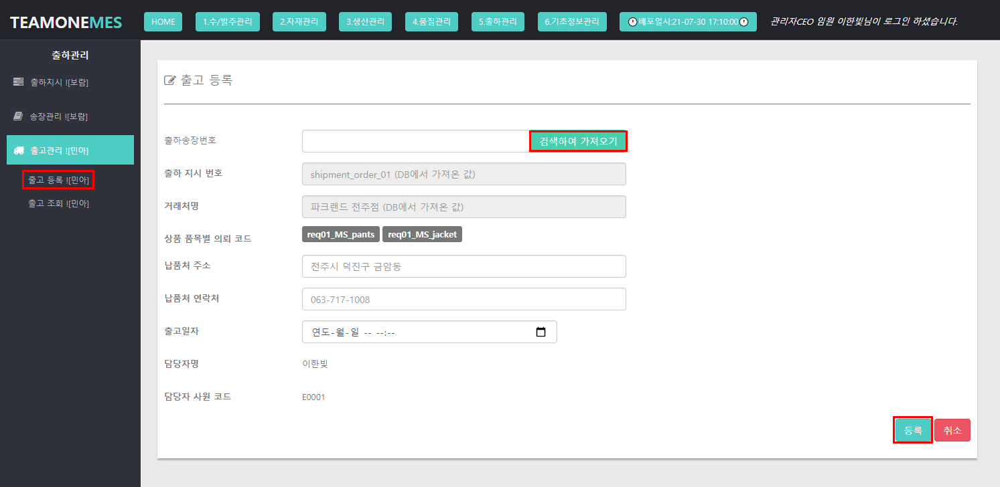 TEAMONEMES HOME 1.수/발주관리 2.자재관리 3.생산관리 4.품질관리 5.출하관리 6.기초정보관리 배포일시:21-07-30 17:10:00 관리자CEO 임원 이한빛님이 로그인 하셨습니다.
출하관리
출하지시 ![보람]
송장관리 ![보람]
출고관리 ![민아]
출고 등록 ![민아]
출고 조회 ![민아]
출고 등록
출하송장번호 검색하여 가져오기
출하 지시 번호 shipment_order_01 (DB에서 가져온 값)
거래처명 파크랜드 전주점 (DB에서 가져온 값)
상품 품목별 의뢰 코드 req01_MS_pants req01_MS_jacket
납품처 주소 전주시 덕진구 금암동
납품처 연락처 063-717-1008
출고일자 연도-월-일 -- --:--
담당자명 이한빛
담당자 사원 코드 E0001
등록 취소